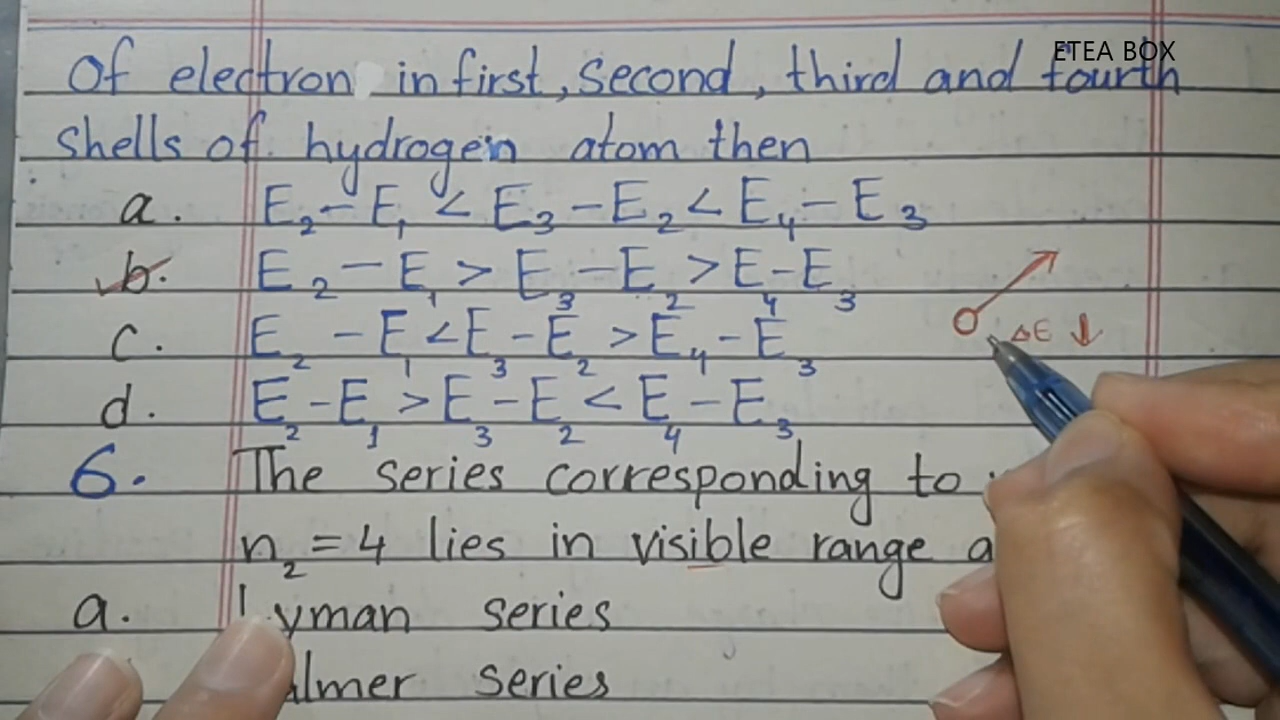 ETEA BOX
Of electron in first, second, third and fourth
shells of hydrogen atom then
a. E₂ - E₁ < E₃ - E₂ < E₄ - E₃
b. E₂ - E₁ > E₃ - E₂ > E₄ - E₃
c. E₂ - E₁ < E₃ - E₂ > E₄ - E₃
ΔE ↓
d. E₂ - E₁ > E₃ - E₂ < E₄ - E₃
6. The series corresponding to
n₂ = 4 lies in visible range
a. Lyman series
series